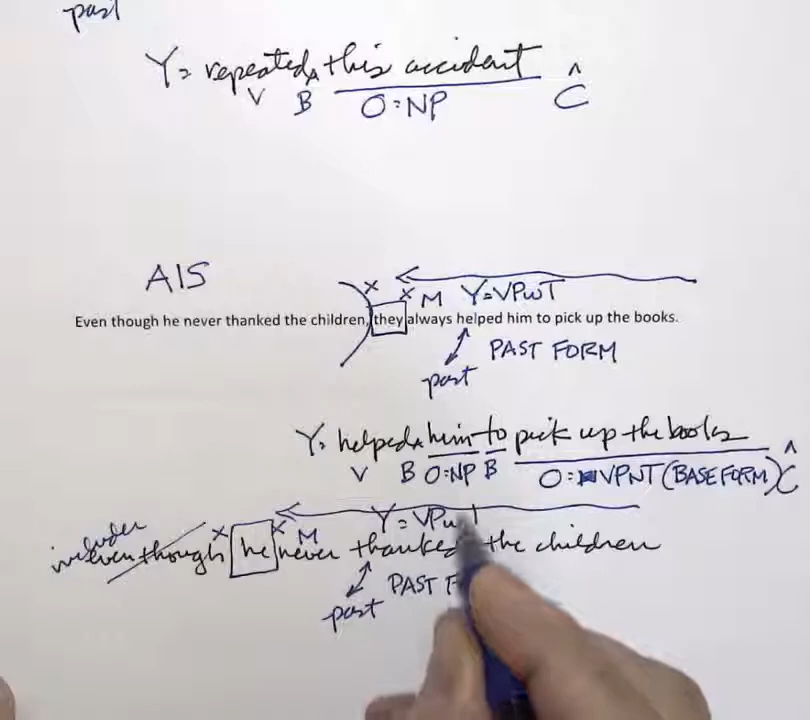 past
Y= repeated ʌ this accident
V B O:NP Ĉ
AIS
x x M Y=VPwT
Even though he never thanked the children, they always helped him to pick up the books.
past PAST FORM
Y= helped ʌ him to pick up the books
V B O:NP B O: VPNT (BASE FORM) Ĉ
x x M Y=VPwT
even though he never thanked the children
past PAST F